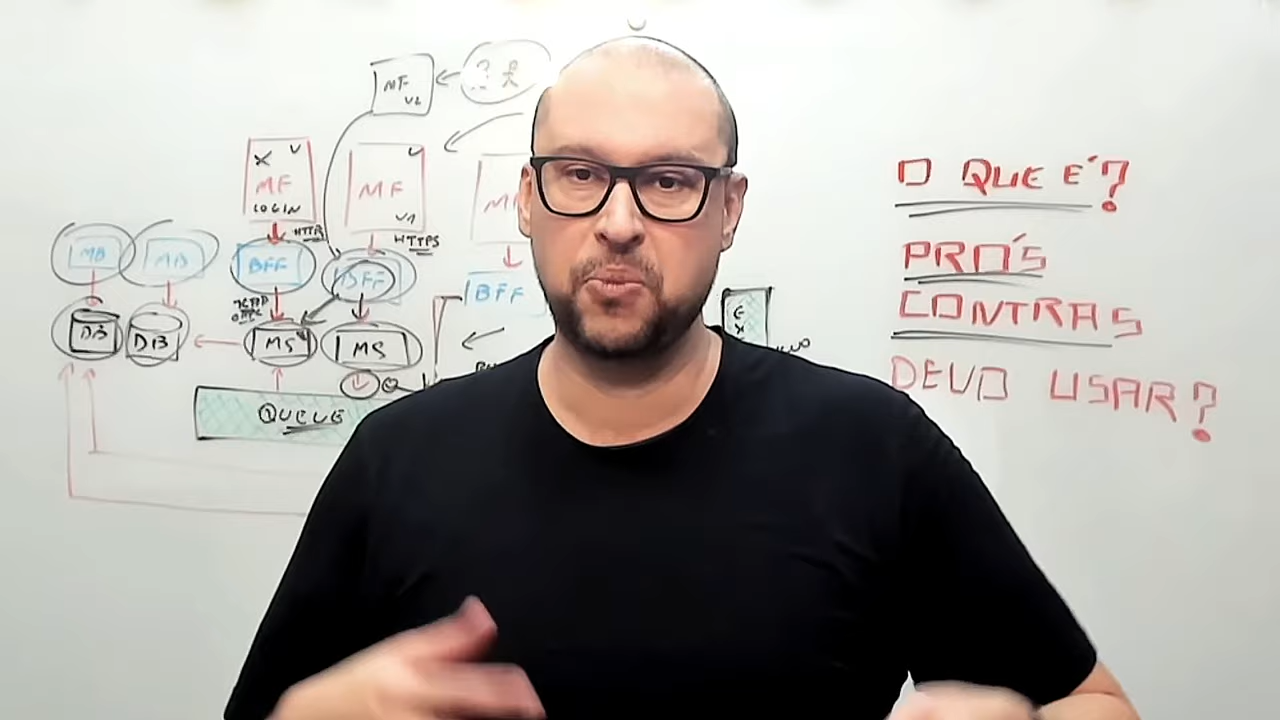 MF
V2
MF
LOGIN
MF
V1
HTTPS
HTTPS
MB
MB
BFF
BFF
BFF
DB
DB
MS
MS
QUEUE
O QUE É?
PRÓS
CONTRAS
DEVO USAR?